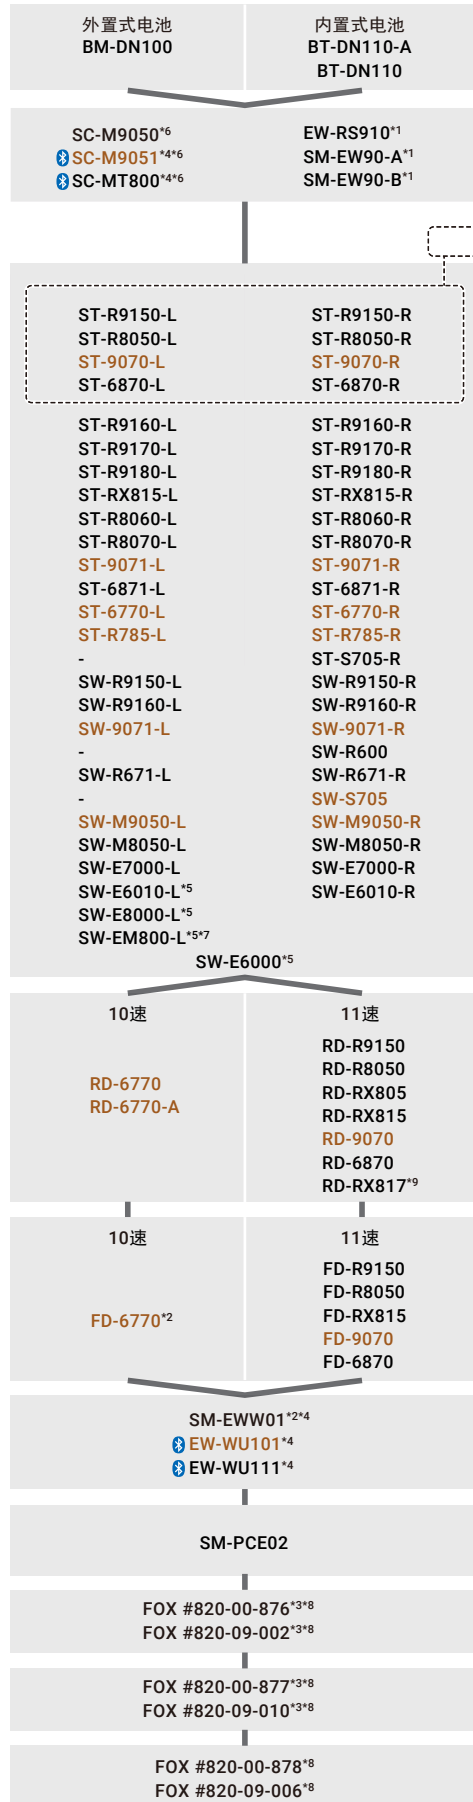 外置式电池
BM-DN100
内置式电池
BT-DN110-A
BT-DN110
SC-M9050*6
SC-M9051*4*6
SC-MT800*4*6
EW-RS910*1
SM-EW90-A*1
SM-EW90-B*1
ST-R9150-L ST-R9150-R
ST-R8050-L ST-R8050-R
ST-9070-L ST-9070-R
ST-6870-L ST-6870-R
ST-R9160-L ST-R9160-R
ST-R9170-L ST-R9170-R
ST-R9180-L ST-R9180-R
ST-RX815-L ST-RX815-R
ST-R8060-L ST-R8060-R
ST-R8070-L ST-R8070-R
ST-9071-L ST-9071-R
ST-6871-L ST-6871-R
ST-6770-L ST-6770-R
ST-R785-L ST-R785-R
- ST-S705-R
SW-R9150-L SW-R9150-R
SW-R9160-L SW-R9160-R
SW-9071-L SW-9071-R
- SW-R600
SW-R671-L SW-R671-R
- SW-S705
SW-M9050-L SW-M9050-R
SW-M8050-L SW-M8050-R
SW-E7000-L SW-E7000-R
SW-E6010-L*5 SW-E6010-R
SW-E8000-L*5
SW-EM800-L*5*7
SW-E6000*5
10速
RD-6770
RD-6770-A
11速
RD-R9150
RD-R8050
RD-RX805
RD-RX815
RD-9070
RD-6870
RD-RX817*9
10速
FD-6770*2
11速
FD-R9150
FD-R8050
FD-RX815
FD-9070
FD-6870
SM-EWW01*2*4
EW-WU101*4
EW-WU111*4
SM-PCE02
FOX #820-00-876*3*8
FOX #820-09-002*3*8
FOX #820-00-877*3*8
FOX #820-09-010*3*8
FOX #820-00-878*8
FOX #820-09-006*8